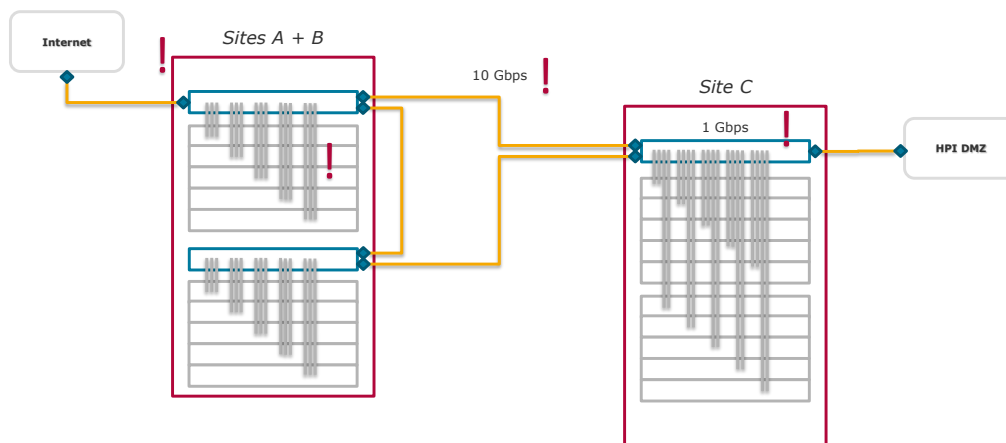 Internet
!
Sites A + B
!
10 Gbps
!
Site C
1 Gbps
!
HPI DMZ